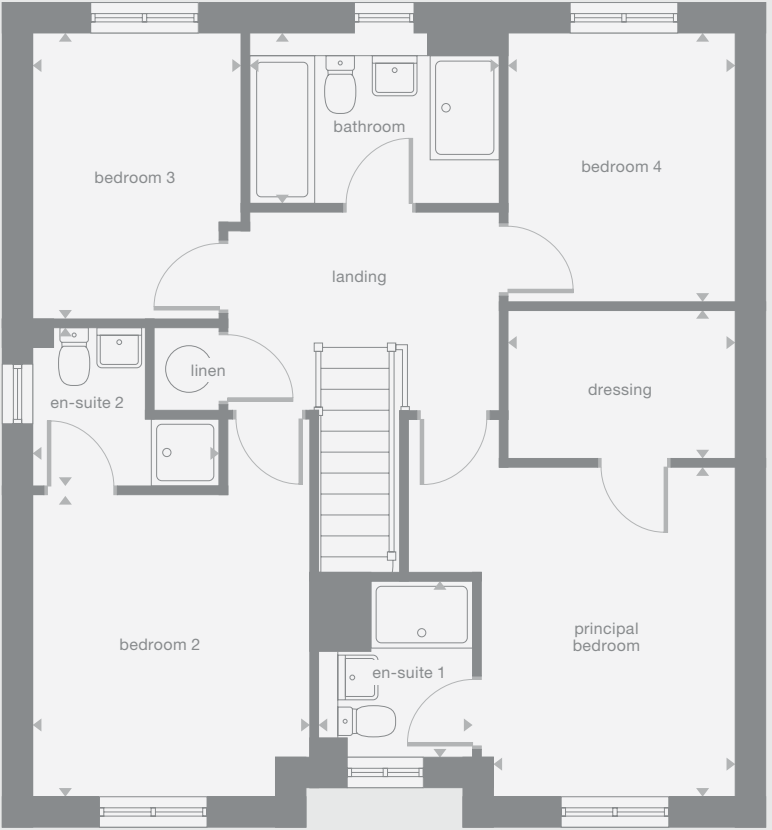 bathroom
bedroom 3
bedroom 4
landing
linen
en-suite 2
dressing
bedroom 2
principal
bedroom
en-suite 1